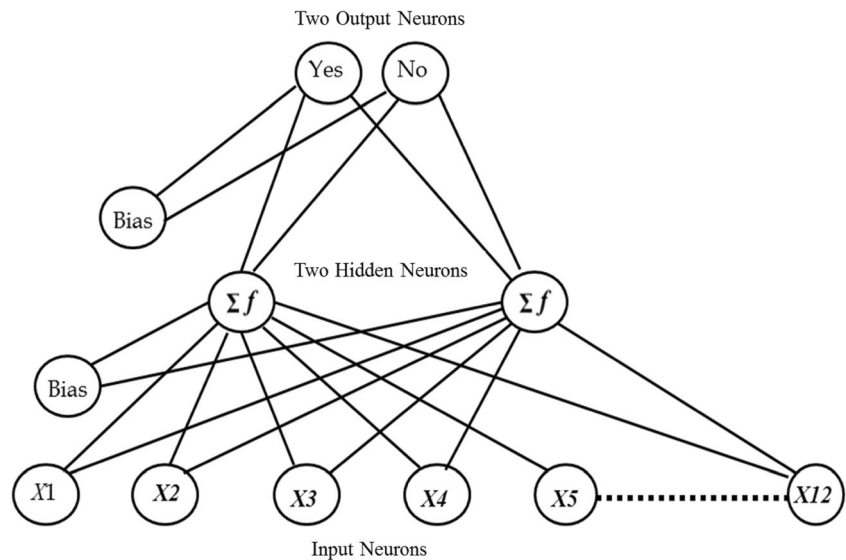 Two Output Neurons
Yes No
Bias
Two Hidden Neurons
Σ f Σ f
Bias
X1 X2 X3 X4 X5 X12
Input Neurons